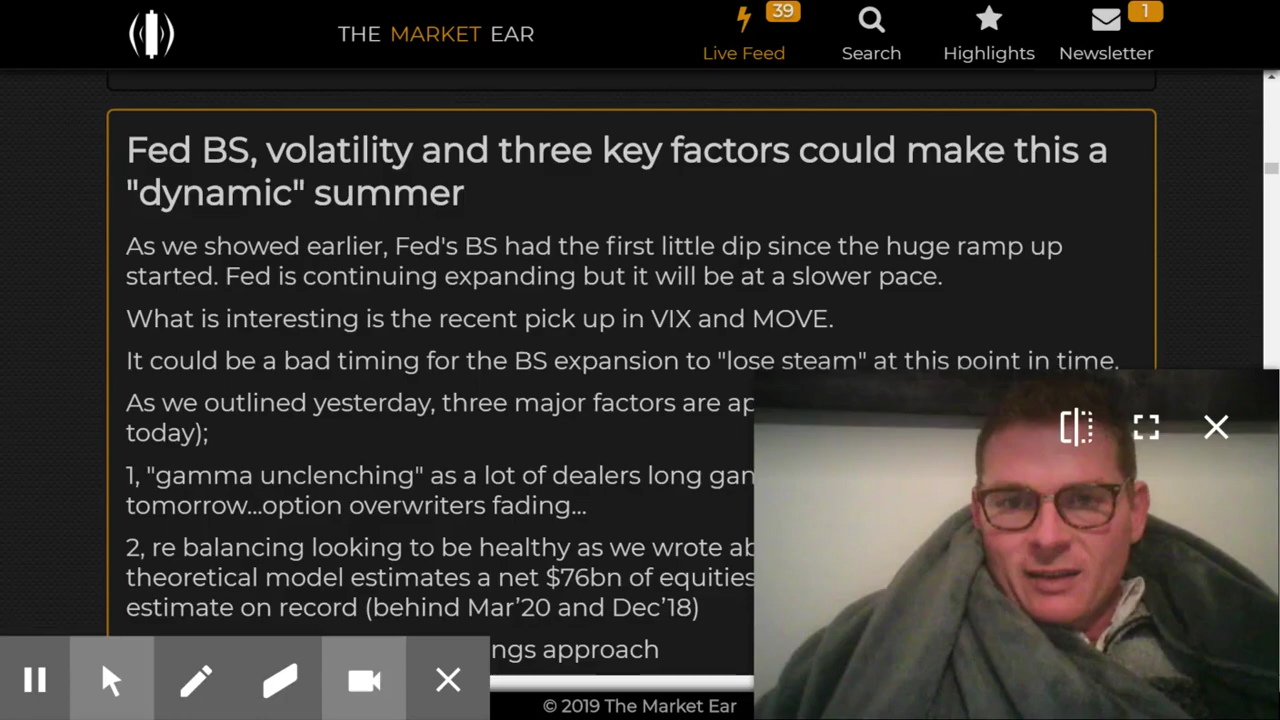 THE MARKET EAR
39
1
Live Feed
Search
Highlights
Newsletter
Fed BS, volatility and three key factors could make this a
"dynamic" summer
As we showed earlier, Fed's BS had the first little dip since the huge ramp up
started. Fed is continuing expanding but it will be at a slower pace.
What is interesting is the recent pick up in VIX and MOVE.
It could be a bad timing for the BS expansion to "lose steam" at this point in time.
As we outlined yesterday, three major factors are ap
today);
1, "gamma unclenching" as a lot of dealers long gam
tomorrow...option overwriters fading...
2, re balancing looking to be healthy as we wrote ab
theoretical model estimates a net $76bn of equities
estimate on record (behind Mar'20 and Dec'18)
ngs approach
© 2019 The Market Ear